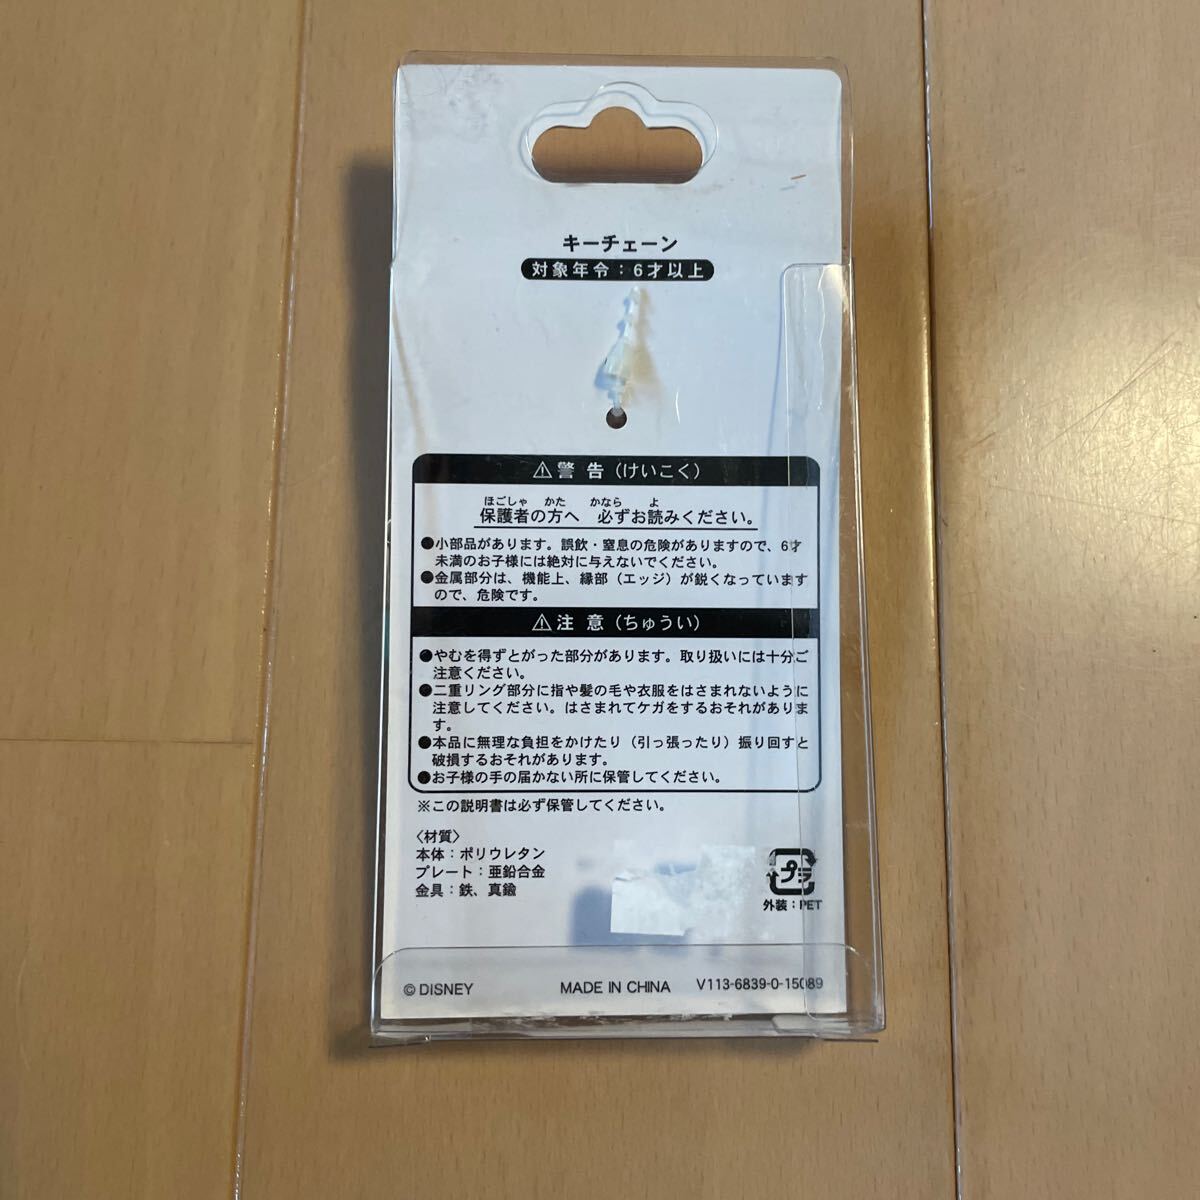 キーチェーン
対象年令：6才以上
⚠警 告（けいこく）
ほごしゃ かた かなら よ
保護者の方へ 必ずお読みください。
●小部品があります。誤飲・窒息の危険がありますので、6才
未満のお子様には絶対に与えないでください。
●金属部分は、機能上、縁部（エッジ）が鋭くなっています
ので、危険です。
⚠注 意（ちゅうい）
●やむを得ずとがった部分があります。取り扱いには十分ご
注意ください。
●二重リング部分に指や髪の毛や衣服をはさまれないように
注意してください。はさまれてケガをするおそれがありま
す。
●本品に無理な負担をかけたり（引っ張ったり）振り回すと
破損するおそれがあります。
●お子様の手の届かない所に保管してください。
※この説明書は必ず保管してください。
〈材質〉
本体：ポリウレタン
プレート：亜鉛合金
金具：鉄、真鍮
プラ
外装：PET
© DISNEY MADE IN CHINA V113-6839-0-15089